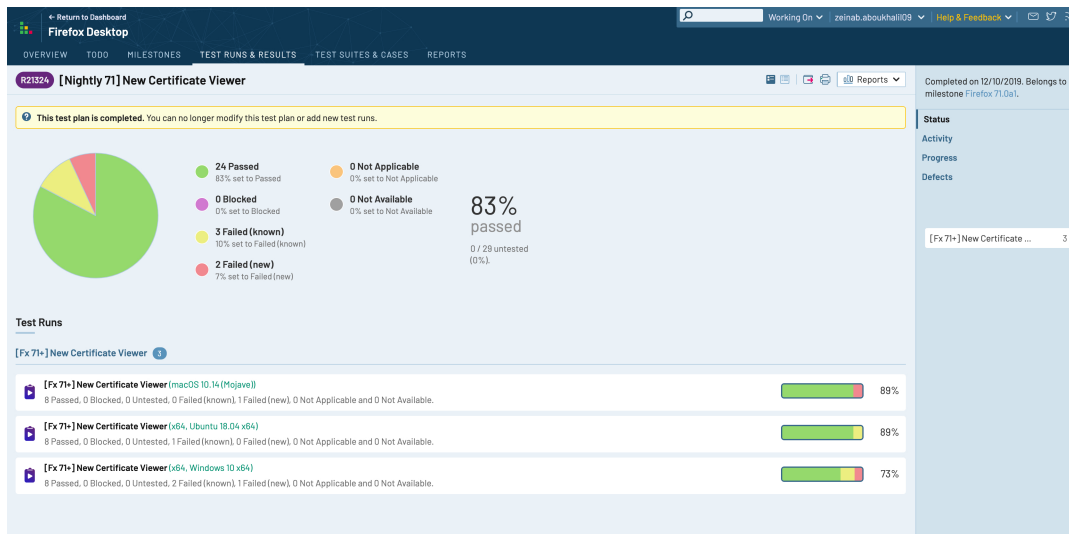 ← Return to Dashboard
Firefox Desktop
Working On
zeinab.aboukhalil09
Help & Feedback
OVERVIEW TODO MILESTONES TEST RUNS & RESULTS TEST SUITES & CASES REPORTS
R21324 [Nightly 71] New Certificate Viewer
Reports
This test plan is completed. You can no longer modify this test plan or add new test runs.
24 Passed
83% set to Passed
0 Blocked
0% set to Blocked
3 Failed (known)
10% set to Failed (known)
2 Failed (new)
7% set to Failed (new)
0 Not Applicable
0% set to Not Applicable
0 Not Available
0% set to Not Available
83%
passed
0 / 29 untested
(0%).
Test Runs
[Fx 71+] New Certificate Viewer 3
[Fx 71+] New Certificate Viewer (macOS 10.14 (Mojave))
8 Passed, 0 Blocked, 0 Untested, 0 Failed (known), 1 Failed (new), 0 Not Applicable and 0 Not Available.
89%
[Fx 71+] New Certificate Viewer (x64, Ubuntu 18.04 x64)
8 Passed, 0 Blocked, 0 Untested, 1 Failed (known), 0 Failed (new), 0 Not Applicable and 0 Not Available.
89%
[Fx 71+] New Certificate Viewer (x64, Windows 10 x64)
8 Passed, 0 Blocked, 0 Untested, 2 Failed (known), 1 Failed (new), 0 Not Applicable and 0 Not Available.
73%
Completed on 12/10/2019. Belongs to
milestone Firefox 71.0a1.
Status
Activity
Progress
Defects
[Fx 71+] New Certificate ... 3